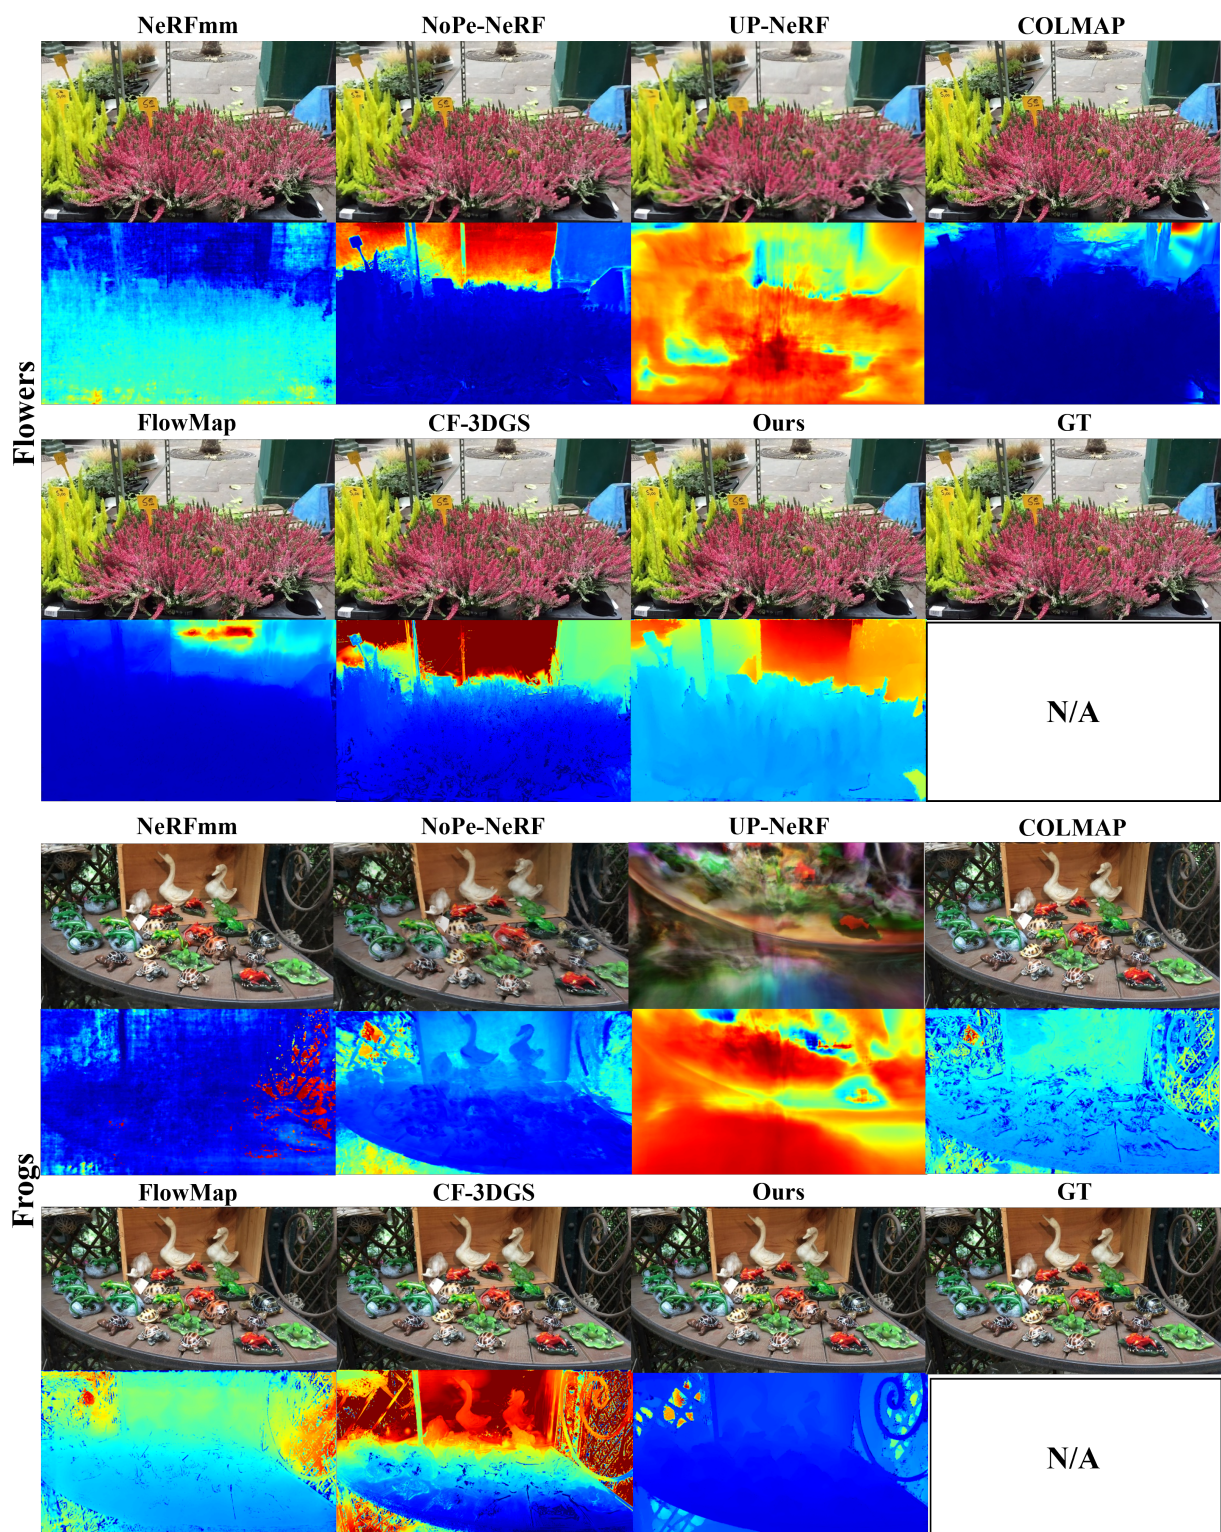 NeRFmm NoPe-NeRF UP-NeRF COLMAP
Flowers
FlowMap CF-3DGS Ours GT
N/A
NeRFmm NoPe-NeRF UP-NeRF COLMAP
Frogs
FlowMap CF-3DGS Ours GT
N/A